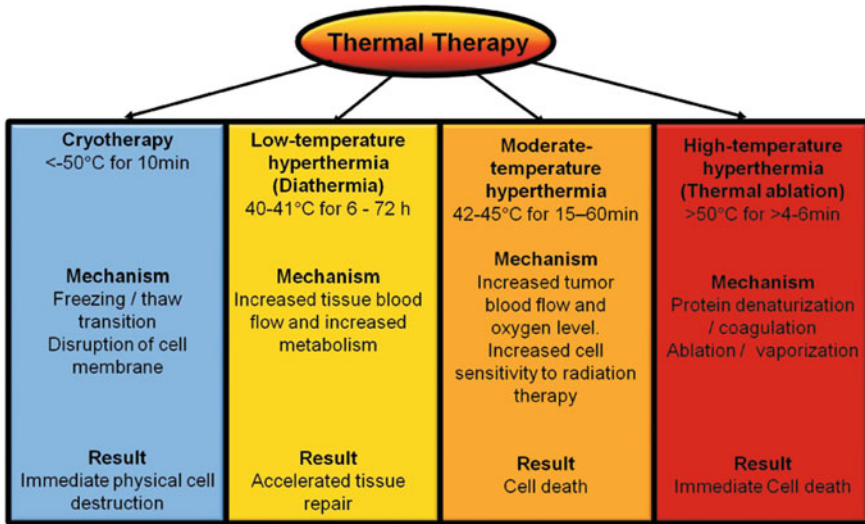 Thermal Therapy
Cryotherapy
<-50°C for 10min
Mechanism
Freezing / thaw
transition
Disruption of cell
membrane
Result
Immediate physical cell
destruction
Low-temperature
hyperthermia
(Diathermia)
40-41°C for 6 - 72 h
Mechanism
Increased tissue blood
flow and increased
metabolism
Result
Accelerated tissue
repair
Moderate-
temperature
hyperthermia
42-45°C for 15–60min
Mechanism
Increased tumor
blood flow and
oxygen level.
Increased cell
sensitivity to radiation
therapy
Result
Cell death
High-temperature
hyperthermia
(Thermal ablation)
>50°C for >4-6min
Mechanism
Protein denaturization
/ coagulation
Ablation / vaporization
Result
Immediate Cell death